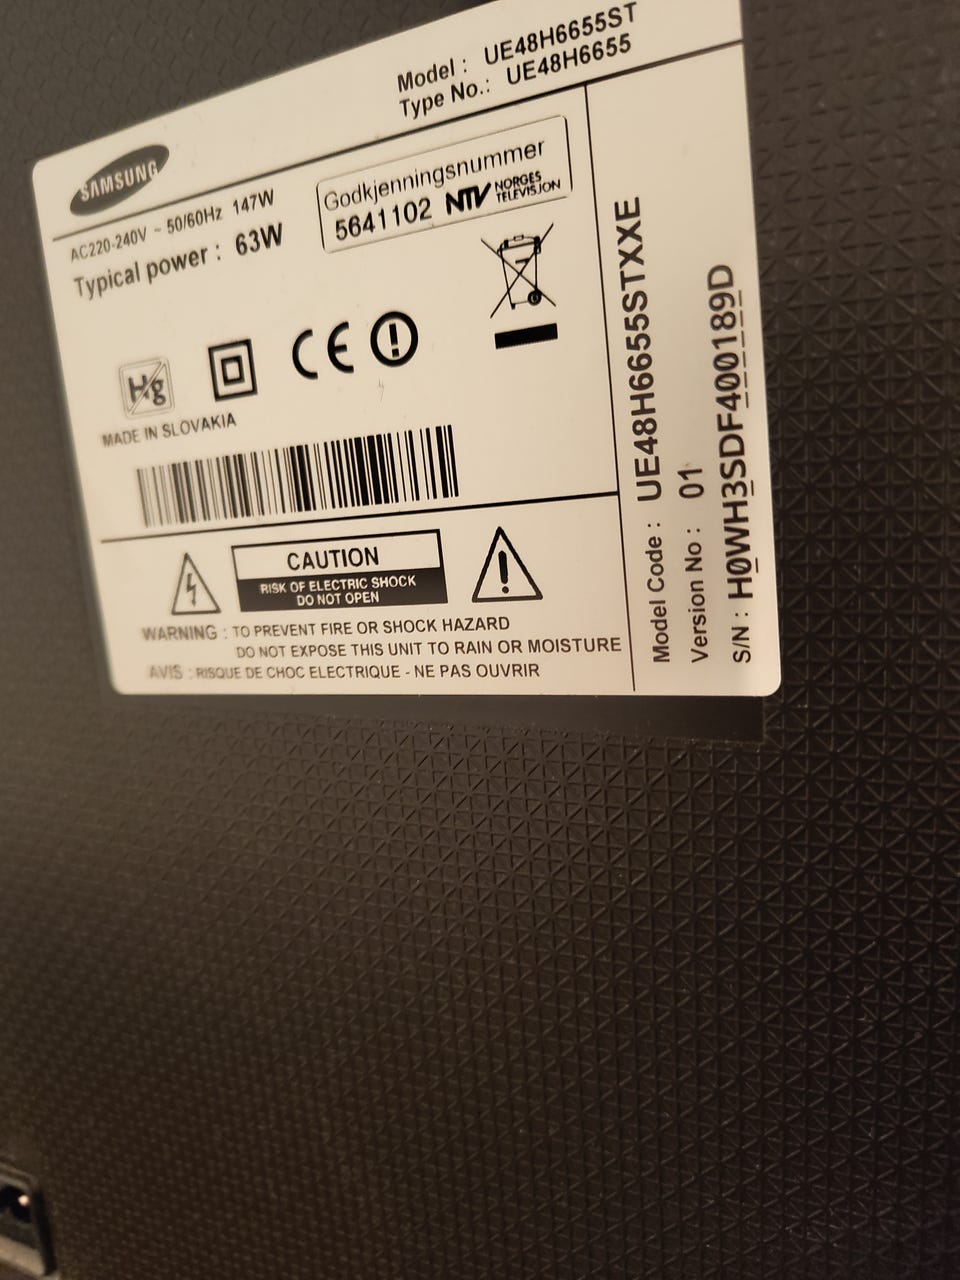 Model : UE48H6655ST
Type No.: UE48H6655
SAMSUNG
AC220-240V ~ 50/60Hz 147W
Typical power : 63W
Godkjenningsnummer
5641102 NTV NORGES TELEVISJON
Hg
CE
MADE IN SLOVAKIA
CAUTION
RISK OF ELECTRIC SHOCK
DO NOT OPEN
WARNING : TO PREVENT FIRE OR SHOCK HAZARD
DO NOT EXPOSE THIS UNIT TO RAIN OR MOISTURE
AVIS : RISQUE DE CHOC ELECTRIQUE - NE PAS OUVRIR
Model Code : UE48H6655STXXE
Version No : 01
S/N : H0WH3SDF400189D